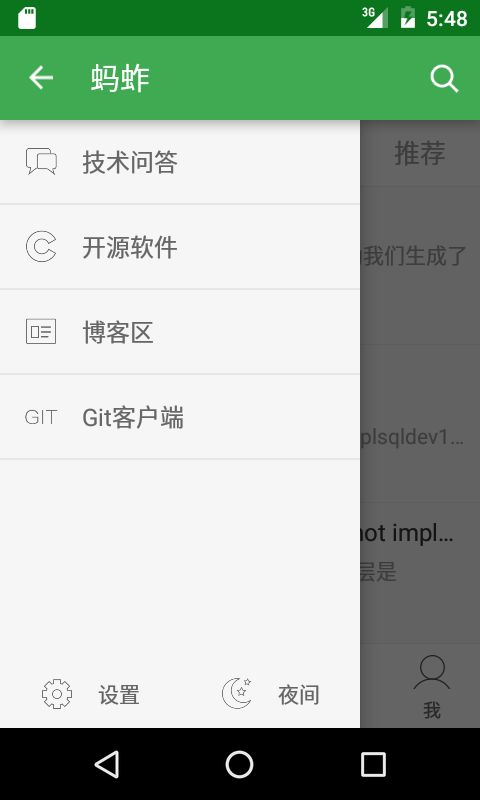 3G 5:48
蚂蚱
技术问答
推荐
开源软件
我们生成了
博客区
GIT Git客户端
plsqldev1...
not impl...
层是
设置
夜间
我